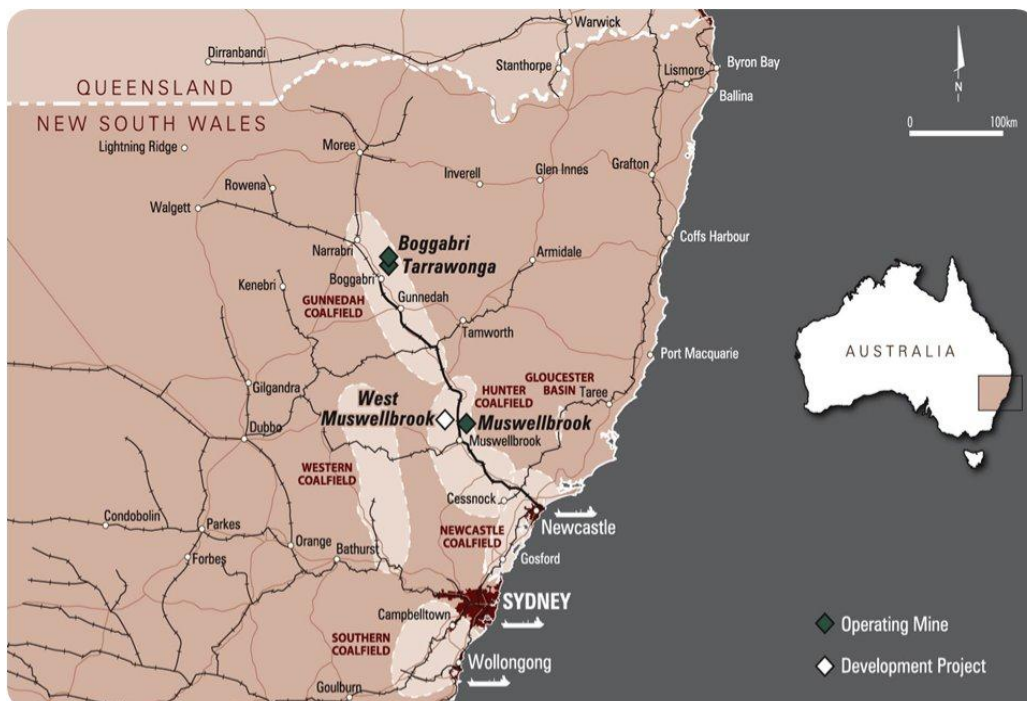 Warwick
Dirranbandi
Stanthorpe
Byron Bay
Lismore
Ballina
QUEENSLAND
NEW SOUTH WALES
Lightning Ridge
Moree
Inverell
Glen Innes
Grafton
Rowena
Walgett
Narrabri
Coffs Harbour
Boggabri
Tarrawonga
Armidale
Boggabri
Kenebri
Gunnedah
GUNNEDAH
COALFIELD
Tamworth
Port Macquarie
Gilgandra
HUNTER
COALFIELD
GLOUCESTER
BASIN
Taree
West
Muswellbrook
Muswellbrook
Muswellbrook
Dubbo
WESTERN
COALFIELD
Cessnock
Newcastle
NEWCASTLE
COALFIELD
Condobolin
Parkes
Orange
Bathurst
Forbes
Gosford
SYDNEY
Campbelltown
SOUTHERN
COALFIELD
Wollongong
Goulburn
N
0
100km
AUSTRALIA
Operating Mine
Development Project